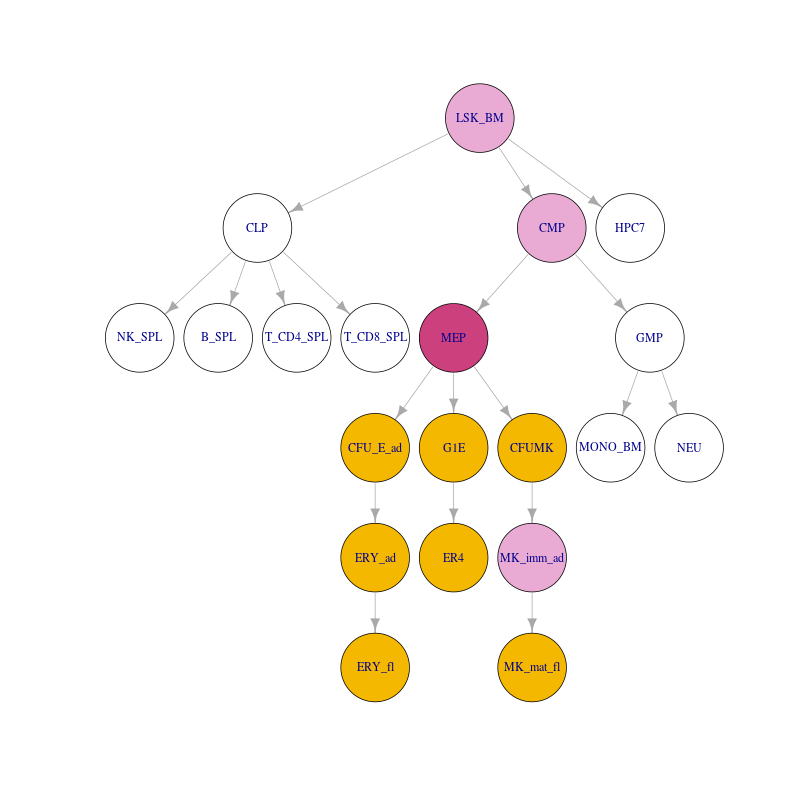 LSK_BM
CLP
CMP
HPC7
NK_SPL
B_SPL
T_CD4_SPL
T_CD8_SPL
MEP
GMP
CFU_E_ad
G1E
CFUMK
MONO_BM
NEU
ERY_ad
ER4
MK_imm_ad
ERY_fl
MK_mat_fl